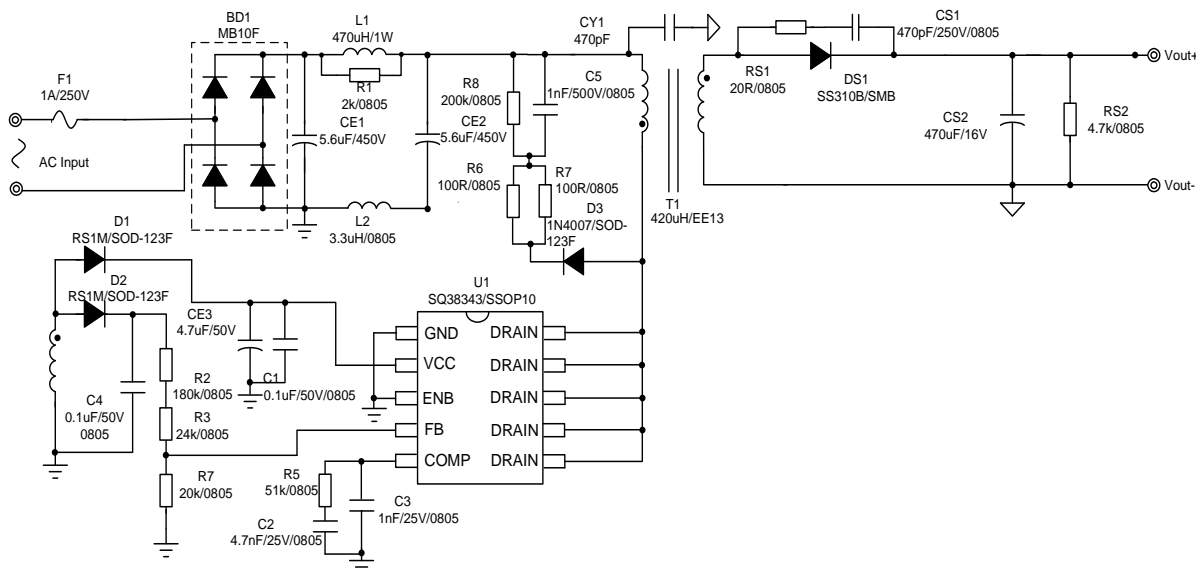 BD1
MB10F
L1
470uH/1W
CY1
470pF
CS1
470pF/250V/0805
F1
1A/250V
R1
2k/0805
R8
200k/0805
C5
1nF/500V/0805
RS1
20R/0805
DS1
SS310B/SMB
Vout+
CE1
5.6uF/450V
CE2
5.6uF/450V
CS2
470uF/16V
RS2
4.7k/0805
AC Input
R6
100R/0805
R7
100R/0805
Vout-
T1
420uH/EE13
L2
3.3uH/0805
D3
1N4007/SOD-
123F
D1
RS1M/SOD-123F
D2
RS1M/SOD-123F
U1
SQ38343/SSOP10
CE3
4.7uF/50V
GND DRAIN
VCC DRAIN
ENB DRAIN
FB DRAIN
COMP DRAIN
C1
0.1uF/50V/0805
R2
180k/0805
C4
0.1uF/50V
0805
R3
24k/0805
R7
20k/0805
R5
51k/0805
C3
1nF/25V/0805
C2
4.7nF/25V/0805